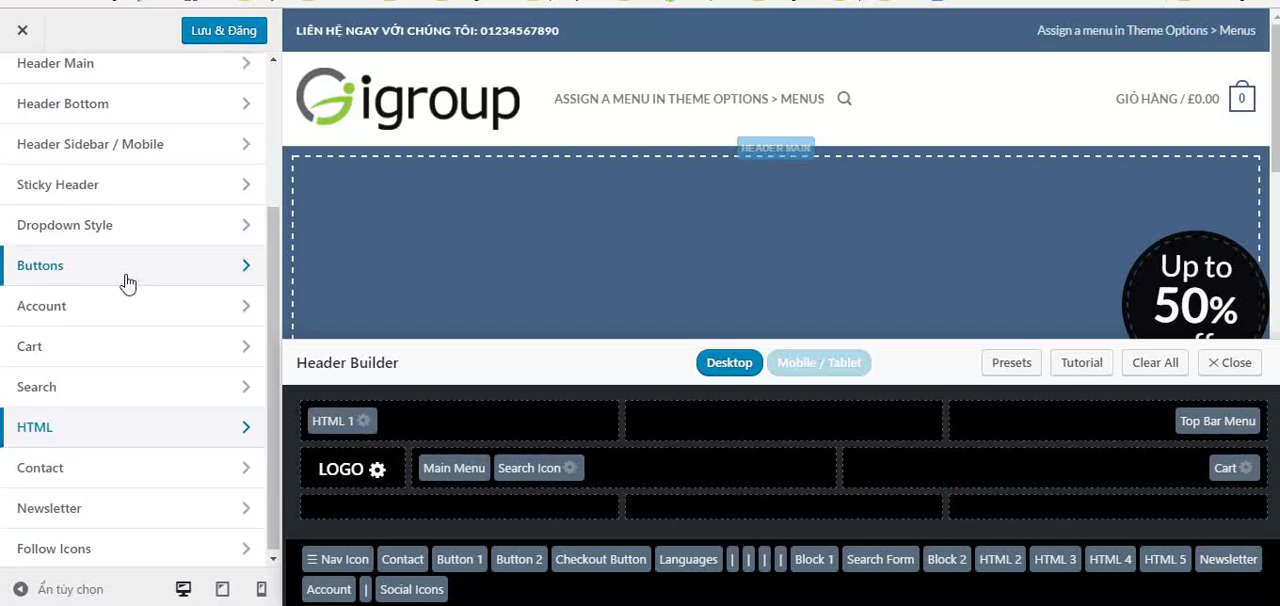 Lưu & Đăng
Header Main
Header Bottom
Header Sidebar / Mobile
Sticky Header
Dropdown Style
Buttons
Account
Cart
Search
HTML
Contact
Newsletter
Follow Icons
Ẩn tùy chọn
LIÊN HỆ NGAY VỚI CHÚNG TÔI: 01234567890
Assign a menu in Theme Options > Menus
Gigroup
ASSIGN A MENU IN THEME OPTIONS > MENUS
GIỎ HÀNG / £0.00
0
HEADER MAIN
Up to
50%
Header Builder
Desktop
Mobile / Tablet
Presets
Tutorial
Clear All
Close
HTML 1
Top Bar Menu
LOGO
Main Menu
Search Icon
Cart
Nav Icon
Contact
Button 1
Button 2
Checkout Button
Languages
|
|
|
|
Block 1
Search Form
Block 2
HTML 2
HTML 3
HTML 4
HTML 5
Newsletter
Account
|
Social Icons